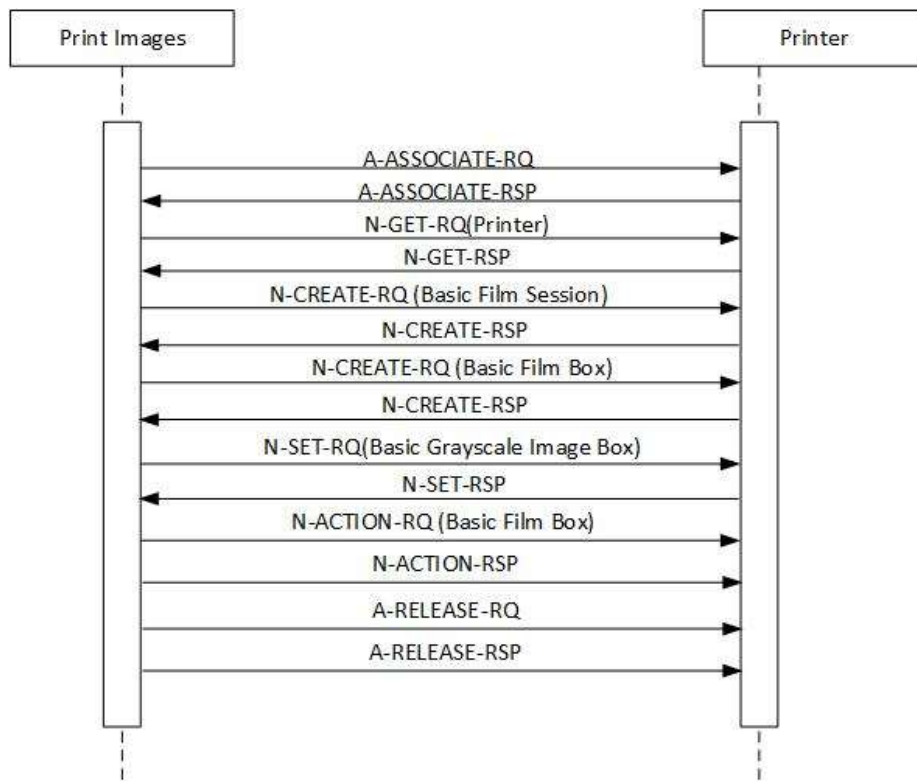 Print Images
Printer
A-ASSOCIATE-RQ
A-ASSOCIATE-RSP
N-GET-RQ(Printer)
N-GET-RSP
N-CREATE-RQ (Basic Film Session)
N-CREATE-RSP
N-CREATE-RQ (Basic Film Box)
N-CREATE-RSP
N-SET-RQ(Basic Grayscale Image Box)
N-SET-RSP
N-ACTION-RQ (Basic Film Box)
N-ACTION-RSP
A-RELEASE-RQ
A-RELEASE-RSP